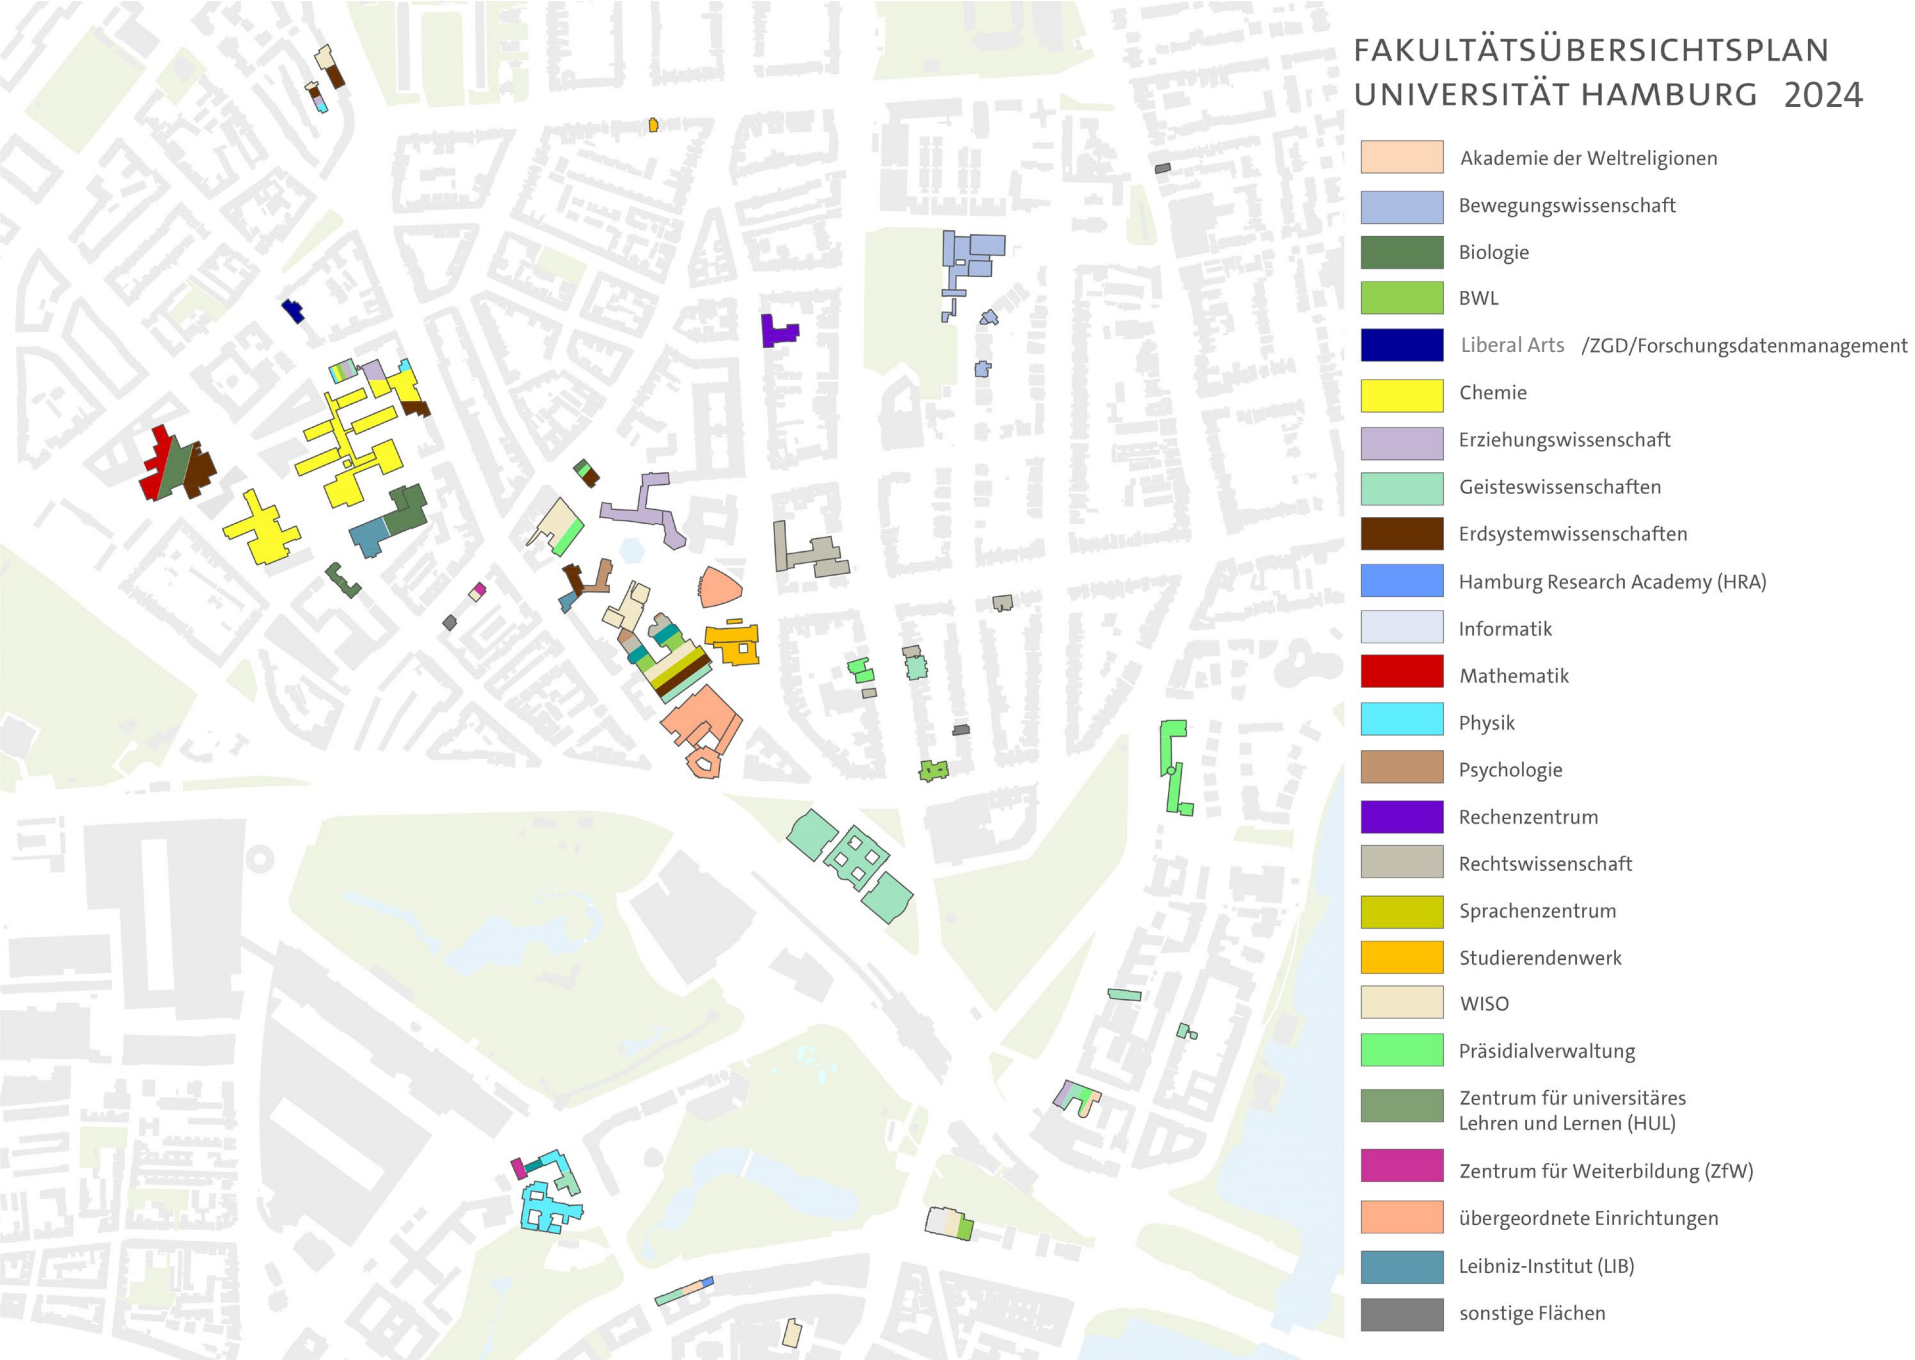 FAKULTÄTSÜBERSICHTSPLAN
UNIVERSITÄT HAMBURG 2024
Akademie der Weltreligionen
Bewegungswissenschaft
Biologie
BWL
Liberal Arts /ZGD/Forschungsdatenmanagement
Chemie
Erziehungswissenschaft
Geisteswissenschaften
Erdsystemwissenschaften
Hamburg Research Academy (HRA)
Informatik
Mathematik
Physik
Psychologie
Rechenzentrum
Rechtswissenschaft
Sprachenzentrum
Studierendenwerk
WISO
Präsidialverwaltung
Zentrum für universitäres
Lehren und Lernen (HUL)
Zentrum für Weiterbildung (ZfW)
übergeordnete Einrichtungen
Leibniz-Institut (LIB)
sonstige Flächen